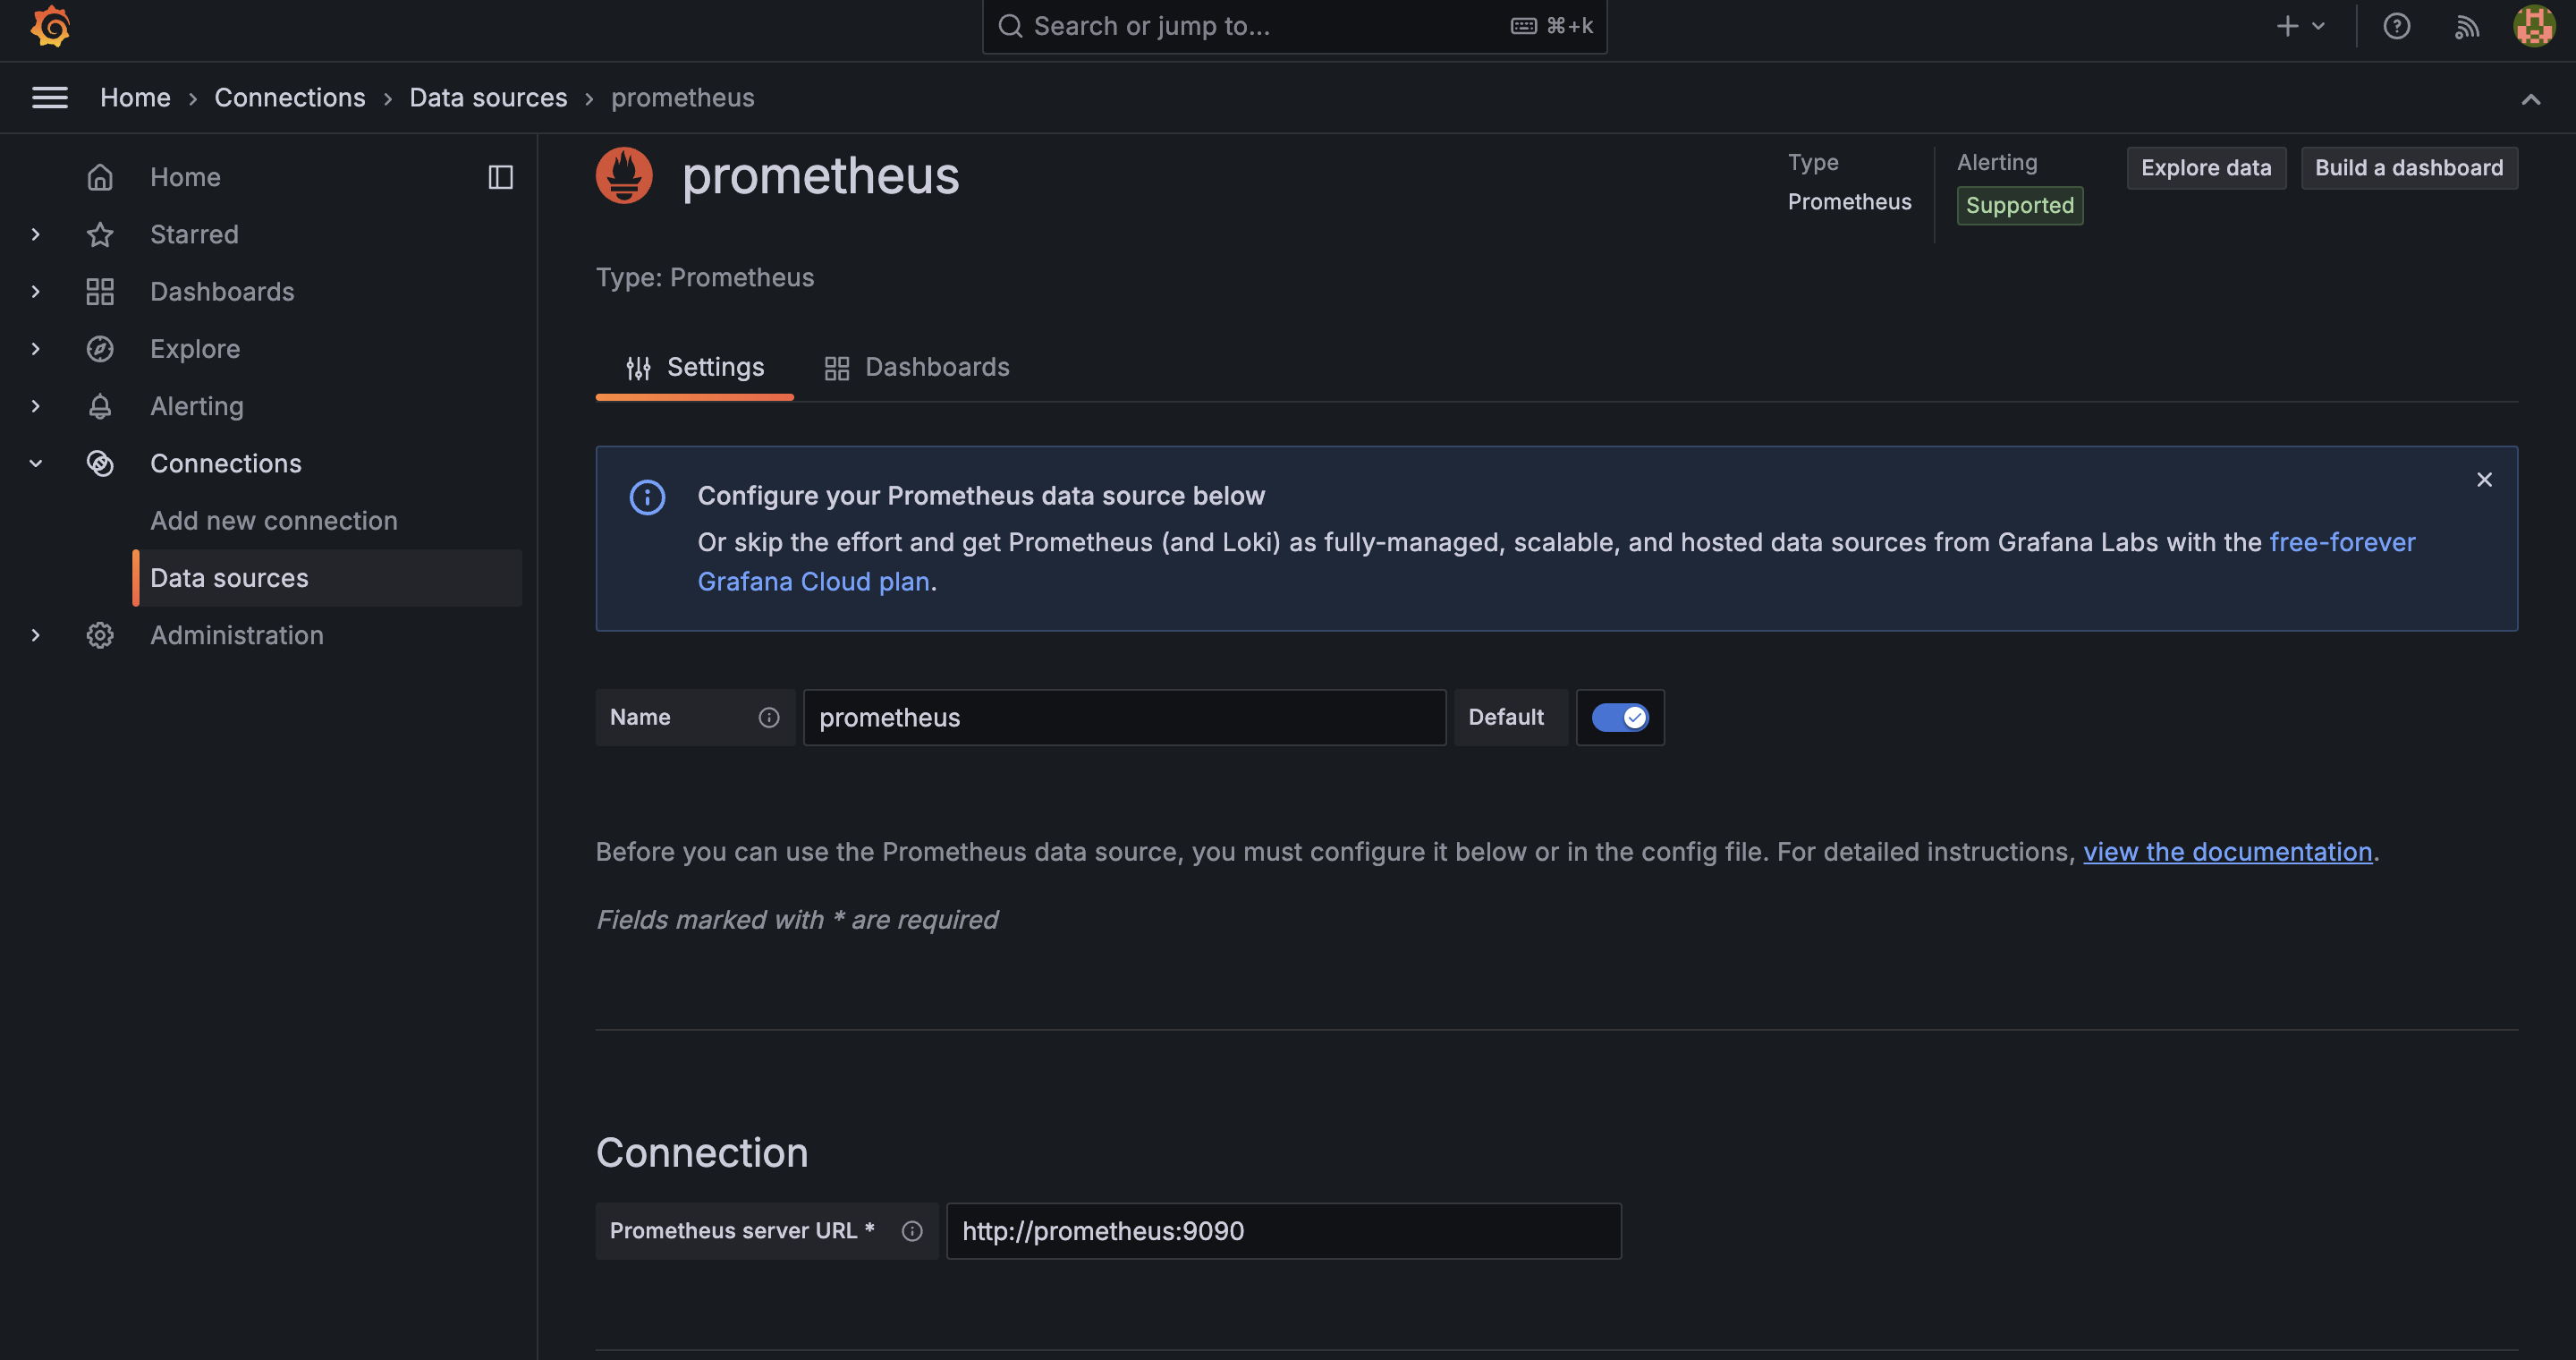 Search or jump to...
⌘+k
Home › Connections › Data sources › prometheus
Home
Starred
Dashboards
Explore
Alerting
Connections
Add new connection
Data sources
Administration
prometheus
Type
Prometheus
Alerting
Supported
Explore data
Build a dashboard
Type: Prometheus
Settings
Dashboards
Configure your Prometheus data source below
Or skip the effort and get Prometheus (and Loki) as fully-managed, scalable, and hosted data sources from Grafana Labs with the free-forever
Grafana Cloud plan.
Name
prometheus
Default
Before you can use the Prometheus data source, you must configure it below or in the config file. For detailed instructions, view the documentation.
Fields marked with * are required
Connection
Prometheus server URL *
http://prometheus:9090